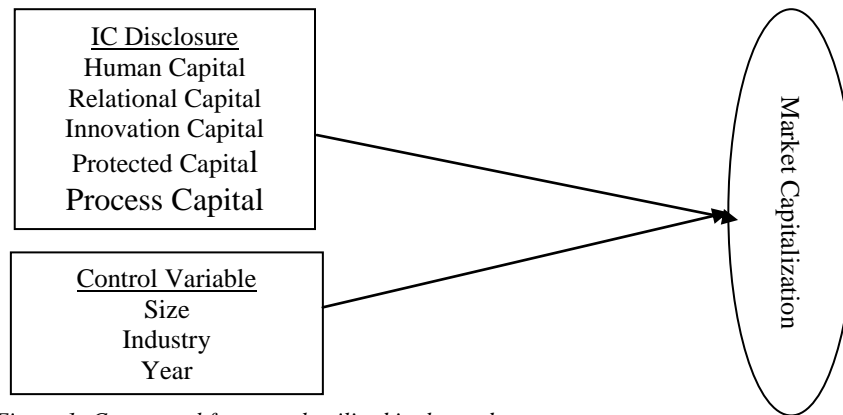 IC Disclosure
Human Capital
Relational Capital
Innovation Capital
Protected Capital
Process Capital
Control Variable
Size
Industry
Year
Market Capitalization